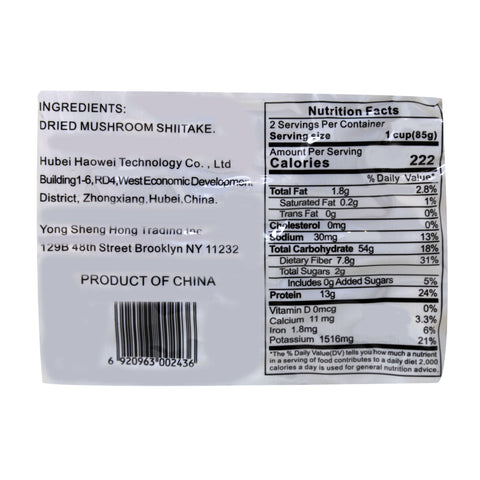 INGREDIENTS:
DRIED MUSHROOM SHIITAKE.
Hubei Haowei Technology Co. , Ltd
Building1-6,RD4,West Economic Development
District, Zhongxiang,Hubei,China.
Yong Sheng Hong Trading Inc
129B 48th Street Brooklyn NY 11232
PRODUCT OF CHINA
6 920963 002436
Nutrition Facts
2 Servings Per Container
Serving size 1 cup(85g)
Amount Per Serving
Calories 222
% Daily Value*
Total Fat 1.8g 2.8%
Saturated Fat 0.2g 1%
Trans Fat 0g 0%
Cholesterol 0mg 0%
Sodium 30mg 13%
Total Carbohydrate 54g 18%
Dietary Fiber 7.8g 31%
Total Sugars 2g
Includes 0g Added Sugars 5%
Protein 13g 24%
Vitamin D 0mcg 0%
Calcium 11 mg 3.3%
Iron 1.8mg 6%
Potassium 1516mg 21%
*The % Daily Value(DV) tells you how much a nutrient
in a serving of food contributes to a daily diet 2,000
calories a day is used for general nutrition advice.